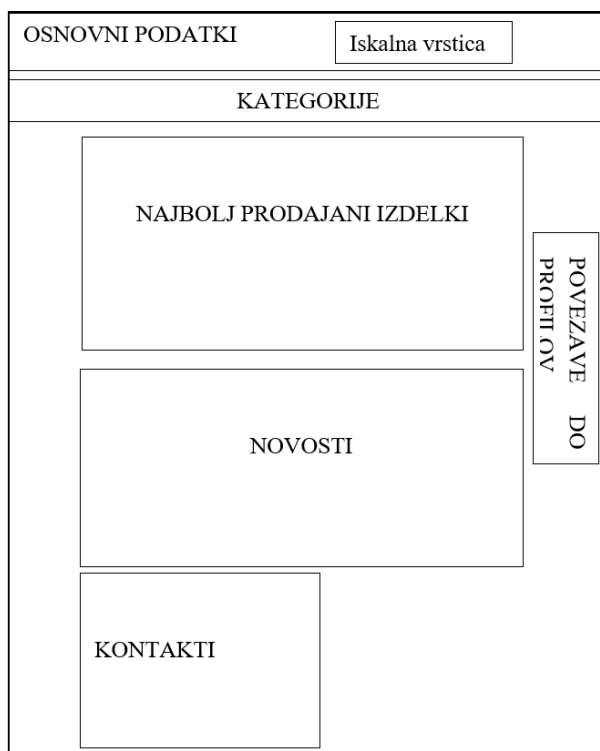 OSNOVNI PODATKI
Iskalna vrstica
KATEGORIJE
NAJBOLJ PRODAJANI IZDELKI
POVEZAVE DO
PROFILOV
NOVOSTI
KONTAKTI